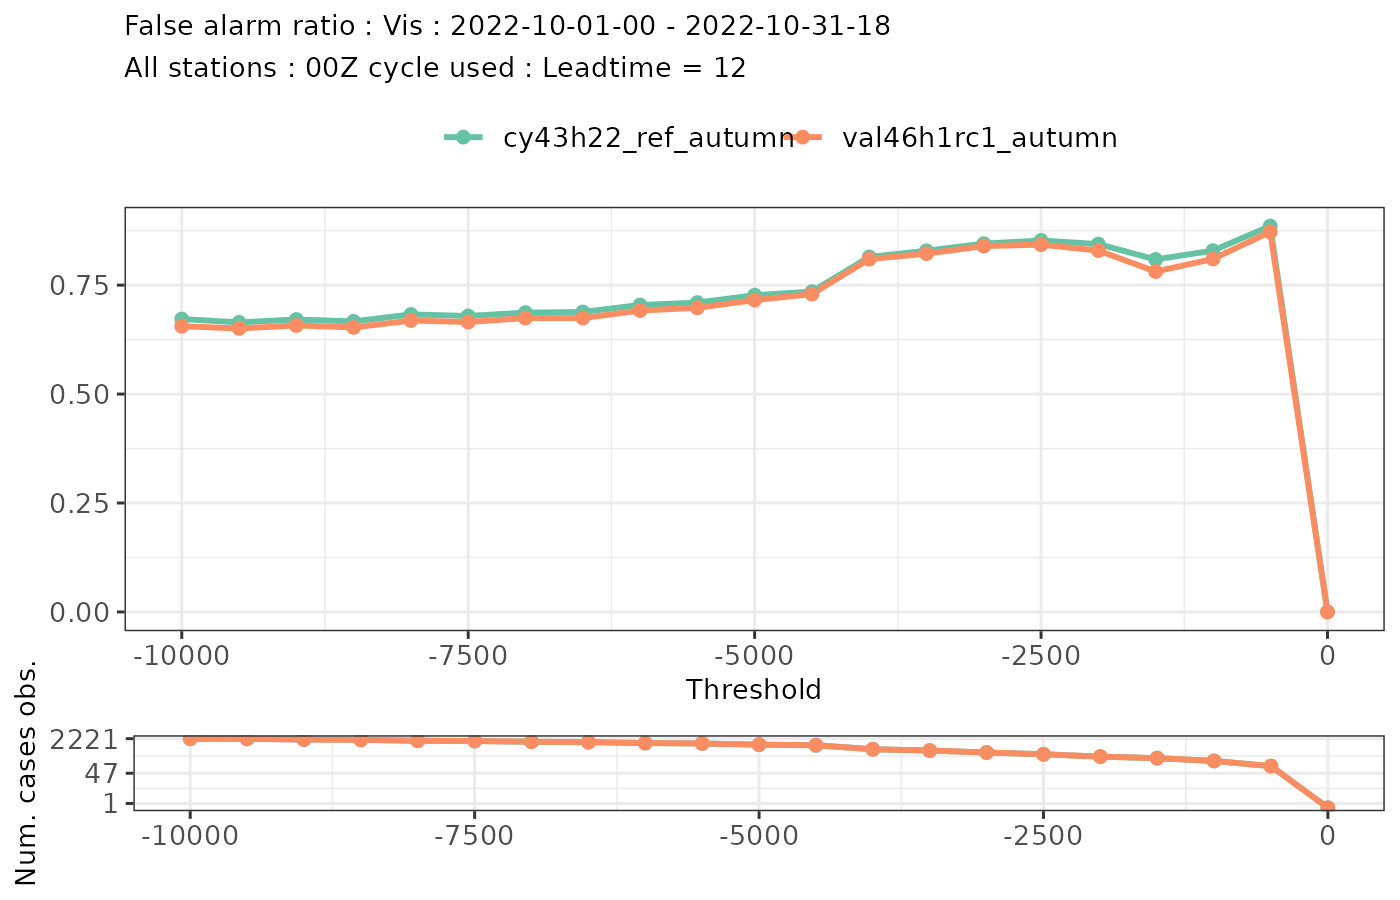 False alarm ratio : Vis : 2022-10-01-00 - 2022-10-31-18
All stations : 00Z cycle used : Leadtime = 12
cy43h22_ref_autumn val46h1rc1_autumn
0.75
0.50
0.25
0.00
-10000 -7500 -5000 -2500 0
Threshold
Num. cases obs.
2221
47
1
-10000 -7500 -5000 -2500 0